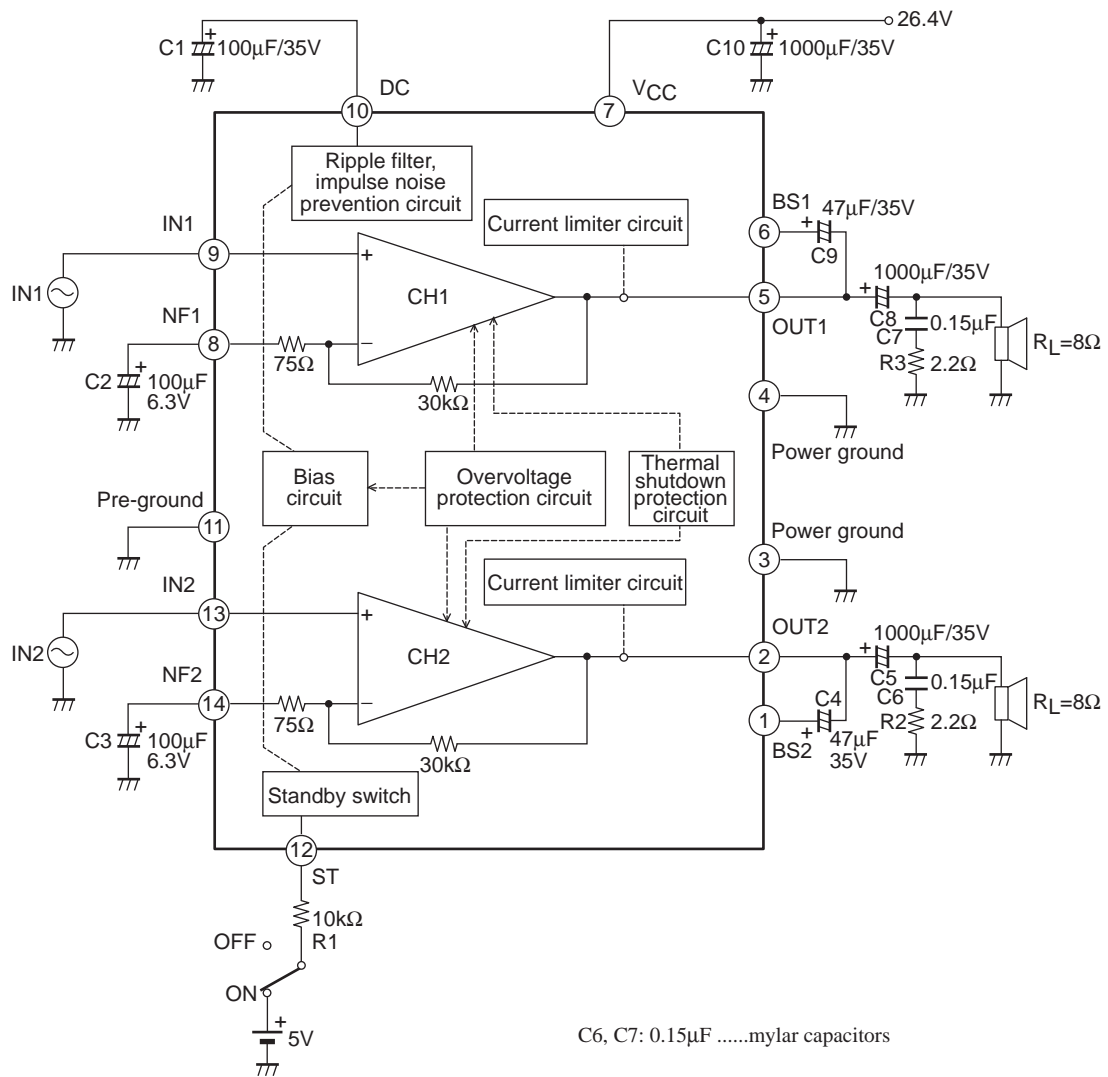 C1
+
100µF/35V
26.4V
+
C10
1000µF/35V
DC
VCC
10
7
Ripple filter,
impulse noise
prevention circuit
Current limiter circuit
BS1
47µF/35V
6
+
C9
IN1
9
+
CH1
1000µF/35V
+
5
OUT1
C8
C7
0.15µF
R3
2.2Ω
RL=8Ω
IN1
NF1
8
75Ω
−
30kΩ
C2
+
100µF
6.3V
4
Power ground
Bias
circuit
Overvoltage
protection circuit
Thermal
shutdown
protection
circuit
Pre-ground
11
Power ground
3
Current limiter circuit
IN2
13
+
CH2
OUT2
1000µF/35V
2
+
C5
C6
0.15µF
R2
2.2Ω
RL=8Ω
IN2
NF2
14
75Ω
−
30kΩ
C4
1
+
BS2
47µF
35V
C3
+
100µF
6.3V
Standby switch
12
ST
10kΩ
R1
OFF
ON
+
5V
C6, C7: 0.15µF ......mylar capacitors